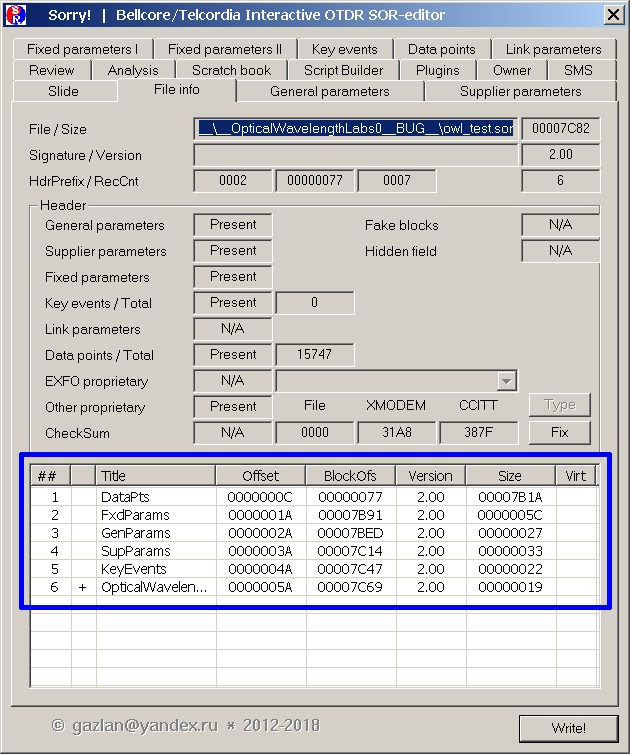 Sorry! | Bellcore/Telcordia Interactive OTDR SOR-editor
Fixed parameters I Fixed parameters II Key events Data points Link parameters
Review Analysis Scratch book Script Builder Plugins Owner SMS
Slide File info General parameters Supplier parameters
File / Size __\__OpticalWavelengthLabs0__BUG__\owl_test.sor 00007C82
Signature / Version 2.00
HdrPrefix / RecCnt 0002 00000077 0007 6
Header
General parameters Present Fake blocks N/A
Supplier parameters Present Hidden field N/A
Fixed parameters Present
Key events / Total Present 0
Link parameters N/A
Data points / Total Present 15747
EXFO proprietary N/A
Other proprietary Present File XMODEM CCITT Type
CheckSum N/A 0000 31A8 387F Fix
## Title Offset BlockOfs Version Size Virt
1 DataPts 0000000C 00000077 2.00 00007B1A
2 FxdParams 0000001A 00007B91 2.00 0000005C
3 GenParams 0000002A 00007BED 2.00 00000027
4 SupParams 0000003A 00007C14 2.00 00000033
5 KeyEvents 0000004A 00007C47 2.00 00000022
6 + OpticalWavelen... 0000005A 00007C69 2.00 00000019
© gazlan@yandex.ru * 2012-2018
Write!